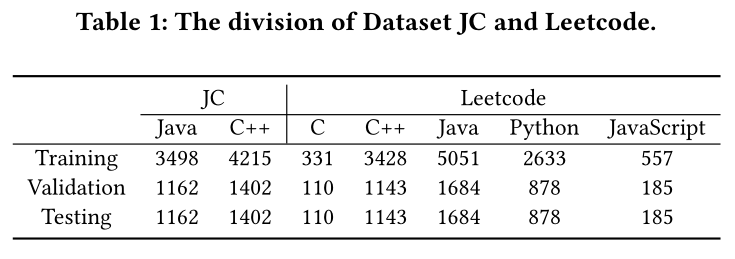 Table 1: The division of Dataset JC and Leetcode.
JC Leetcode
Java C++ C C++ Java Python JavaScript
Training 3498 4215 331 3428 5051 2633 557
Validation 1162 1402 110 1143 1684 878 185
Testing 1162 1402 110 1143 1684 878 185